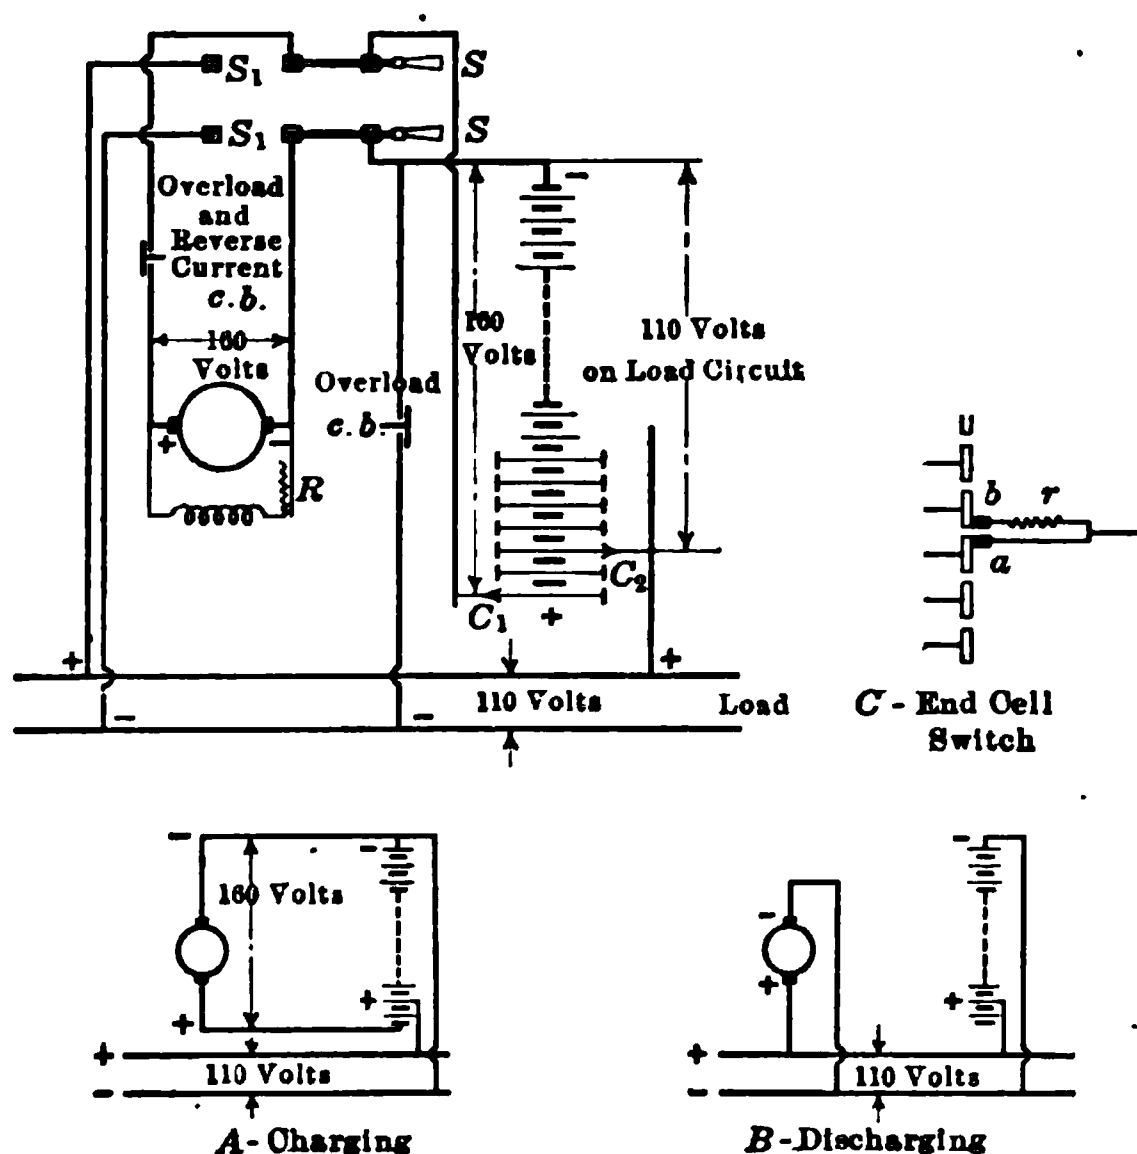 S₁ S
S₁ S
Overload
and
Reverse
Current
c.b.
160
Volts
+ −
R
Overload
c.b.
160
Volts
−
110 Volts
on Load Circuit
C₁
C₂
+
+ +
110 Volts
Load
− −
b r
a
C - End Cell
Switch
−
−
160 Volts
+
+
+
110 Volts
−
A - Charging
−
−
+
+
+
110 Volts
−
B - Discharging